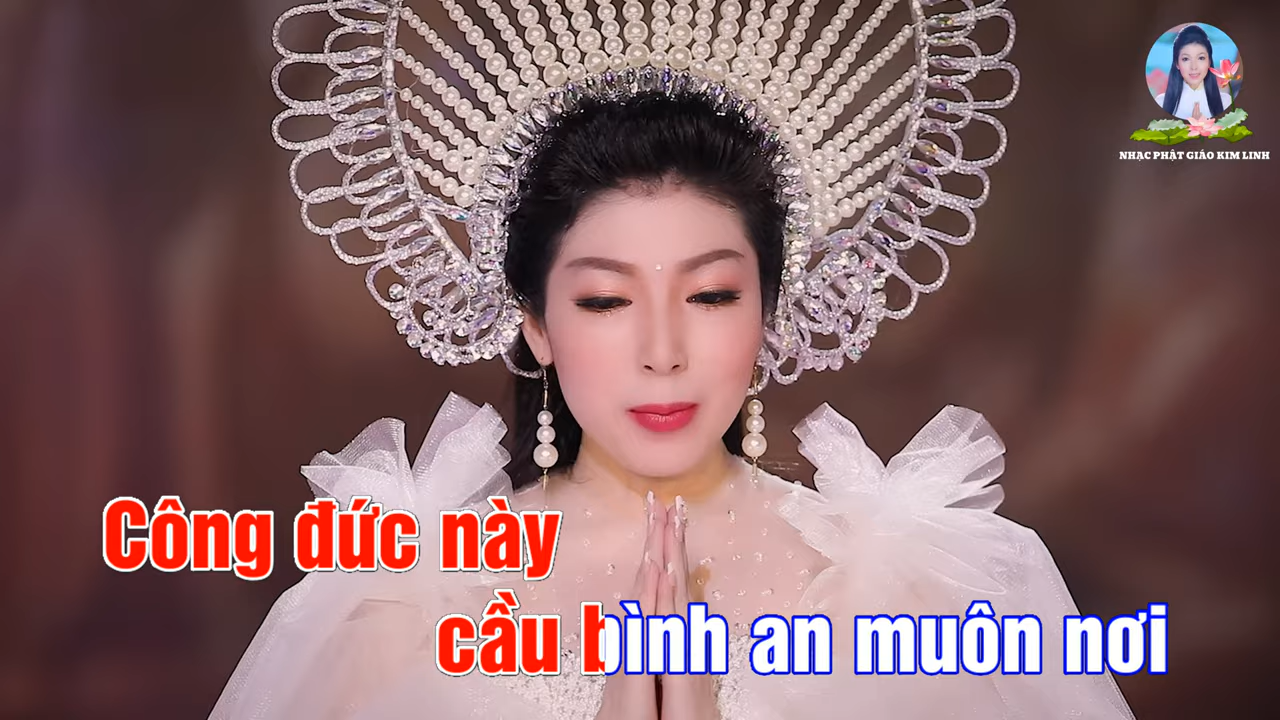 NHẠC PHẬT GIÁO KIM LINH
Công đức này
cầu bình an muôn nơi